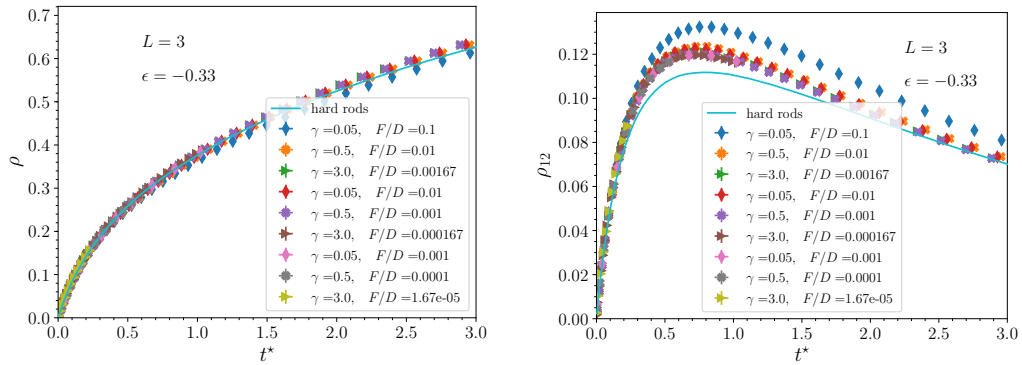 0.7
0.6
0.5
0.4
0.3
0.2
0.1
0.0
ρ
L = 3
ϵ = −0.33
hard rods
γ =0.05, F/D =0.1
γ =0.5, F/D =0.01
γ =3.0, F/D =0.00167
γ =0.05, F/D =0.01
γ =0.5, F/D =0.001
γ =3.0, F/D =0.000167
γ =0.05, F/D =0.001
γ =0.5, F/D =0.0001
γ =3.0, F/D =1.67e-05
0.0 0.5 1.0 1.5 2.0 2.5 3.0
t⋆
0.12
0.10
0.08
0.06
0.04
0.02
0.00
ρ12
L = 3
ϵ = −0.33
hard rods
γ =0.05, F/D =0.1
γ =0.5, F/D =0.01
γ =3.0, F/D =0.00167
γ =0.05, F/D =0.01
γ =0.5, F/D =0.001
γ =3.0, F/D =0.000167
γ =0.05, F/D =0.001
γ =0.5, F/D =0.0001
γ =3.0, F/D =1.67e-05
0.0 0.5 1.0 1.5 2.0 2.5 3.0
t⋆